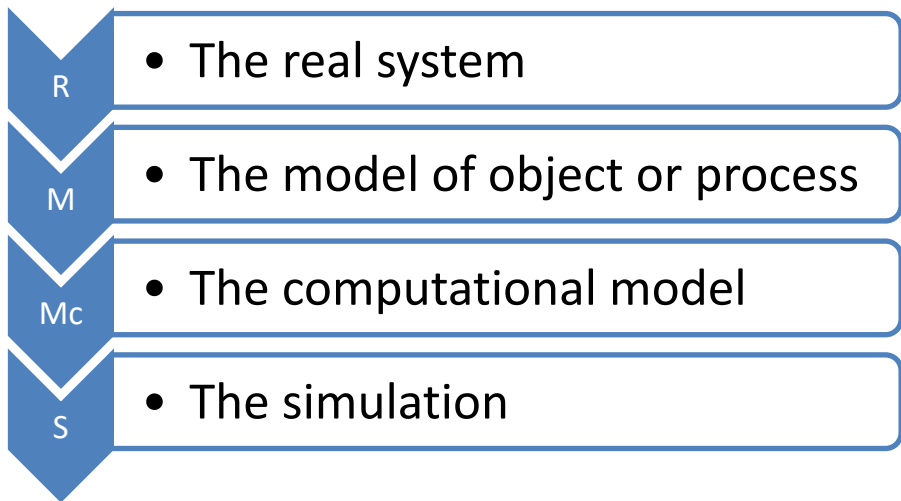 R
• The real system
M
• The model of object or process
Mc
• The computational model
S
• The simulation